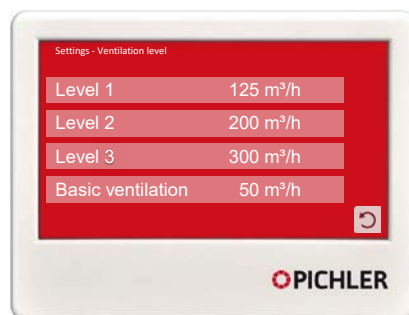 Settings - Ventilation level
Level 1 125 m³/h
Level 2 200 m³/h
Level 3 300 m³/h
Basic ventilation 50 m³/h
PICHLER